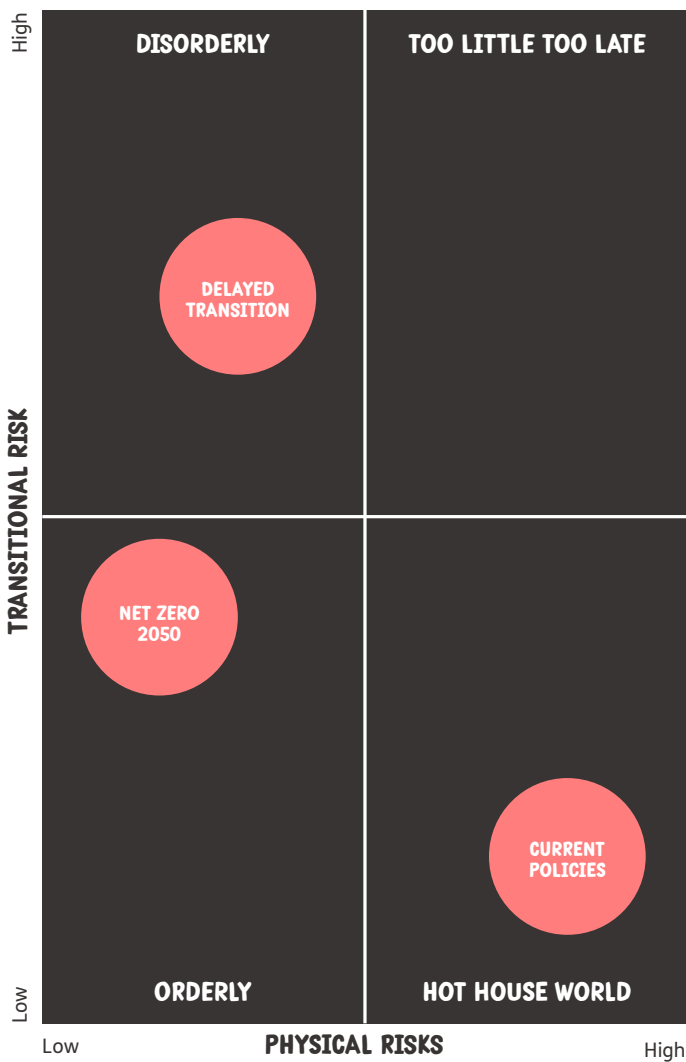 High
DISORDERLY
TOO LITTLE TOO LATE
DELAYED
TRANSITION
TRANSITIONAL RISK
NET ZERO
2050
CURRENT
POLICIES
ORDERLY
HOT HOUSE WORLD
Low
Low
PHYSICAL RISKS
High